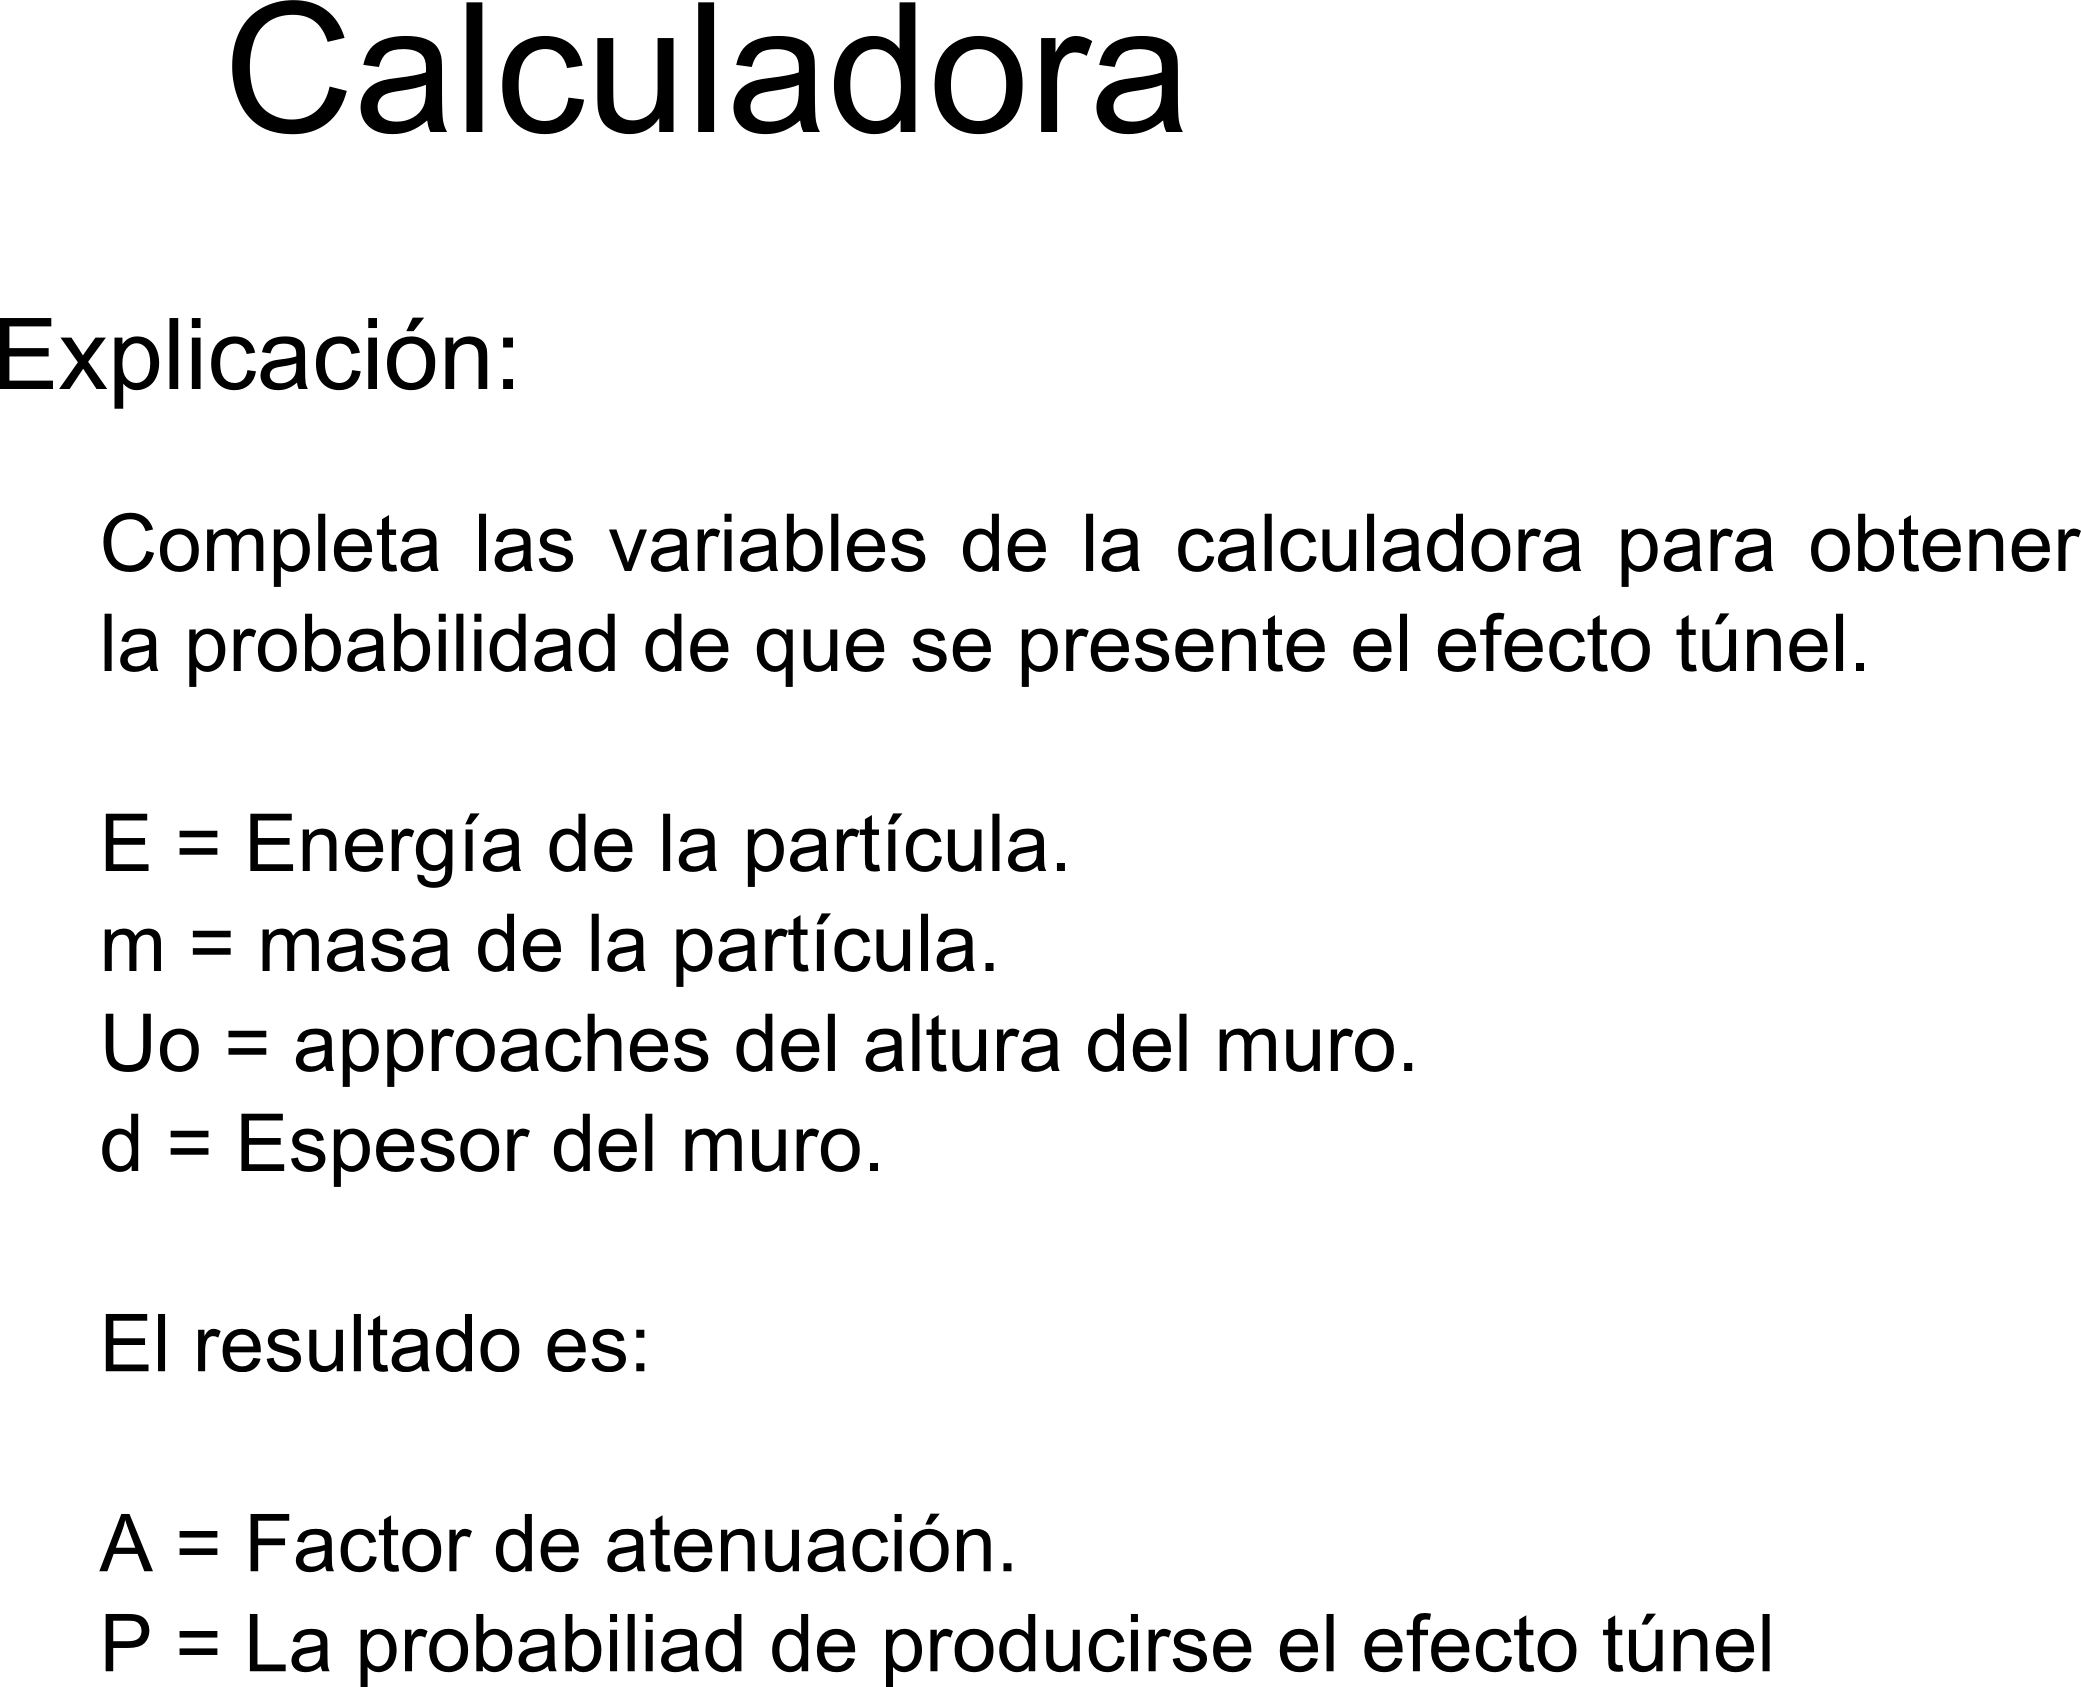 Calculadora
Explicación:
Completa las variables de la calculadora para obtener
la probabilidad de que se presente el efecto túnel.
E = Energía de la partícula.
m = masa de la partícula.
Uo = approaches del altura del muro.
d = Espesor del muro.
El resultado es:
A = Factor de atenuación.
P = La probabiliad de producirse el efecto túnel